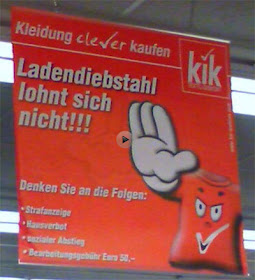 Kleidung clever kaufen
kik
Ladendiebstahl
lohnt sich
nicht!!!
Denken Sie an die Folgen:
• Strafanzeige
• Hausverbot
• sozialer Abstieg
• Bearbeitungsgebühr Euro 50,–